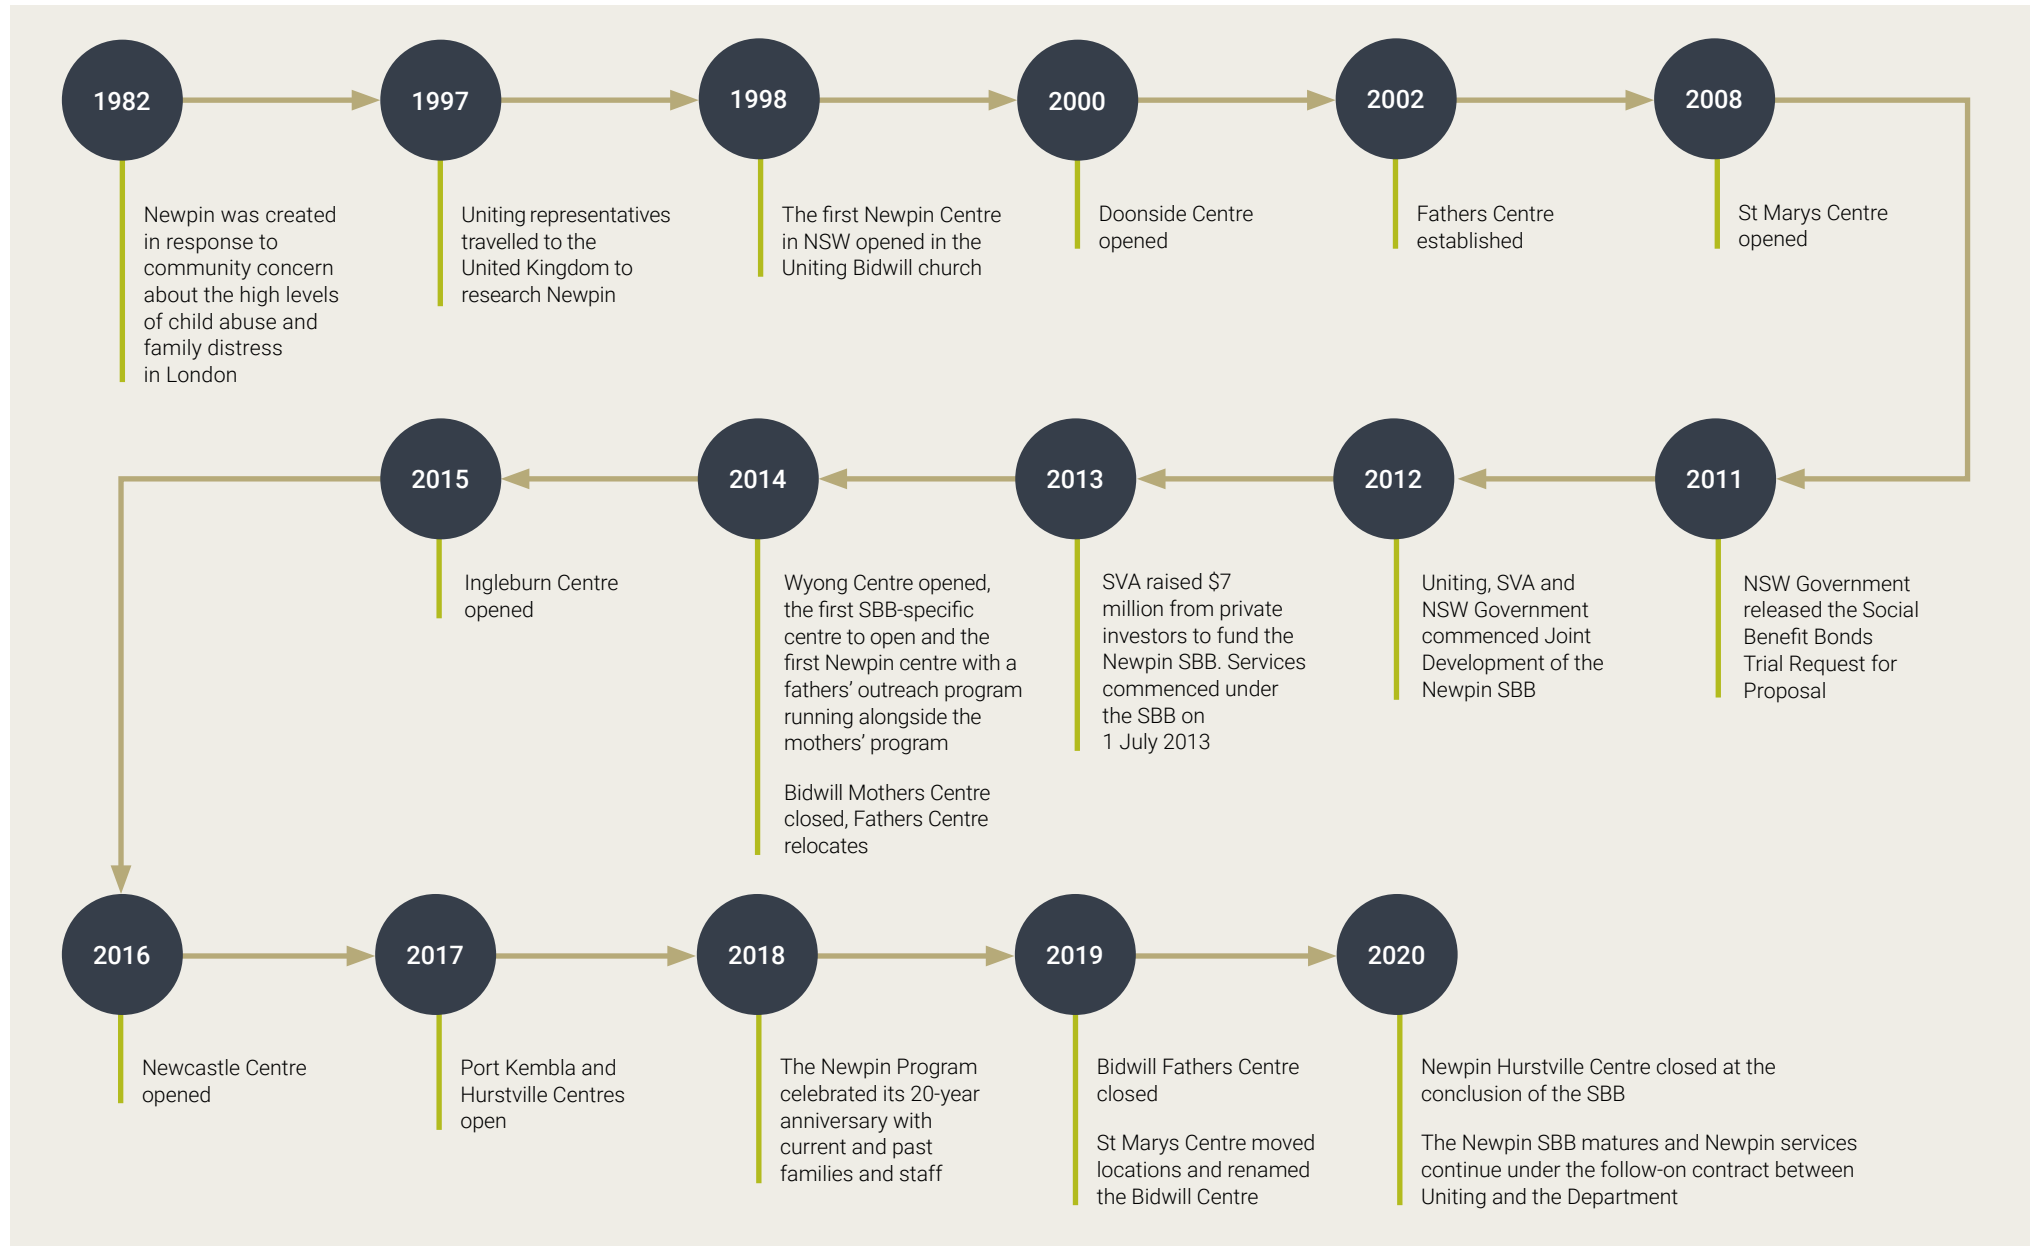 1982
Newpin was created
in response to
community concern
about the high levels
of child abuse and
family distress
in London
1997
Uniting representatives
travelled to the
United Kingdom to
research Newpin
1998
The first Newpin Centre
in NSW opened in the
Uniting Bidwill church
2000
Doonside Centre
opened
2002
Fathers Centre
established
2008
St Marys Centre
opened
2011
NSW Government
released the Social
Benefit Bonds
Trial Request for
Proposal
2012
Uniting, SVA and
NSW Government
commenced Joint
Development of the
Newpin SBB
2013
SVA raised $7
million from private
investors to fund the
Newpin SBB. Services
commenced under
the SBB on
1 July 2013
2014
Wyong Centre opened,
the first SBB-specific
centre to open and the
first Newpin centre with a
fathers’ outreach program
running alongside the
mothers’ program
Bidwill Mothers Centre
closed, Fathers Centre
relocates
2015
Ingleburn Centre
opened
2016
Newcastle Centre
opened
2017
Port Kembla and
Hurstville Centres
open
2018
The Newpin Program
celebrated its 20-year
anniversary with
current and past
families and staff
2019
Bidwill Fathers Centre
closed
St Marys Centre moved
locations and renamed
the Bidwill Centre
2020
Newpin Hurstville Centre closed at the
conclusion of the SBB
The Newpin SBB matures and Newpin services
continue under the follow-on contract between
Uniting and the Department